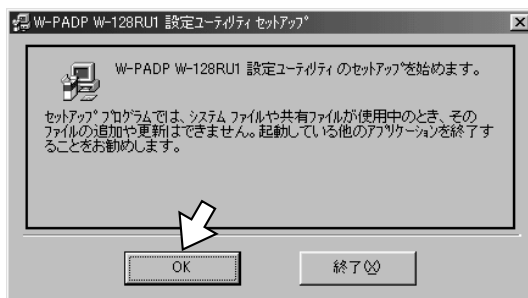 W-PADP W-128RU1 設定ﾕｰﾃｨﾘﾃｨ ｾｯﾄｱｯﾌﾟ
W-PADP W-128RU1 設定ﾕｰﾃｨﾘﾃｨ のｾｯﾄｱｯﾌﾟを始めます。
ｾｯﾄｱｯﾌﾟ ﾌﾟﾛｸﾞﾗﾑでは、ｼｽﾃﾑ ﾌｧｲﾙや共有ﾌｧｲﾙが使用中のとき、その
ﾌｧｲﾙの追加や更新はできません。起動している他のｱﾌﾟﾘｹｰｼｮﾝを終了す
ることをお勧めします。
OK
終了(X)